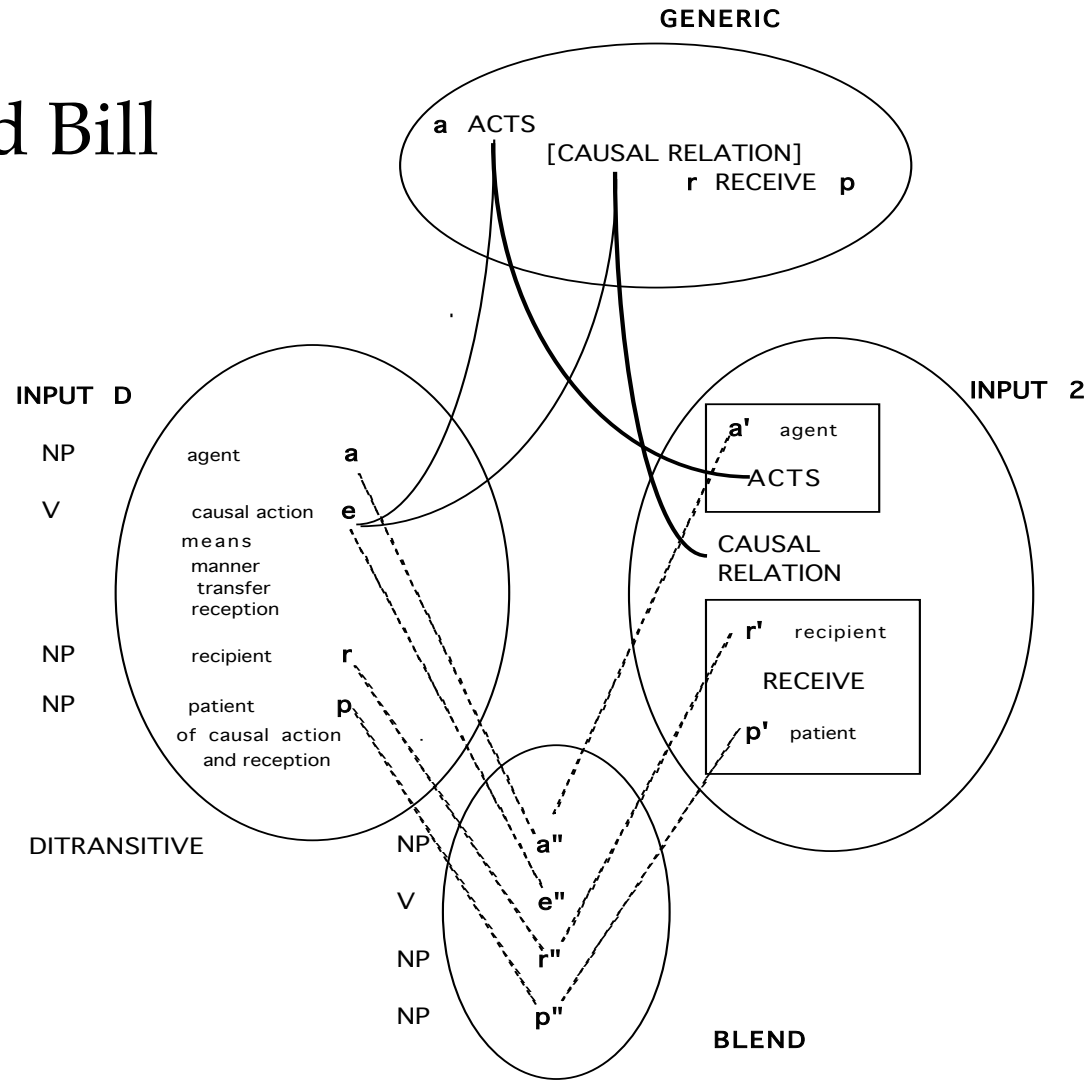 GENERIC
d Bill
a ACTS
[CAUSAL RELATION]
r RECEIVE p
INPUT D
NP agent a
V causal action e
means
manner
transfer
reception
NP recipient r
NP patient p
of causal action
and reception
DITRANSITIVE
INPUT 2
a' agent
ACTS
CAUSAL
RELATION
r' recipient
RECEIVE
p' patient
NP a"
V e"
NP r"
NP p"
BLEND